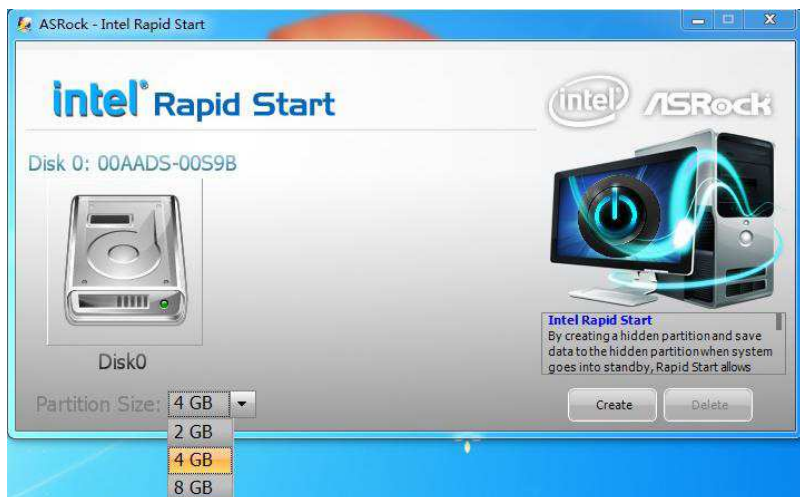 ASRock - Intel Rapid Start
intel® Rapid Start
intel ASRock
Disk 0: 00AADS-00S9B
Disk0
Intel Rapid Start
By creating a hidden partition and save
data to the hidden partition when system
goes into standby, Rapid Start allows
Partition Size: 4 GB
Create Delete
2 GB
4 GB
8 GB